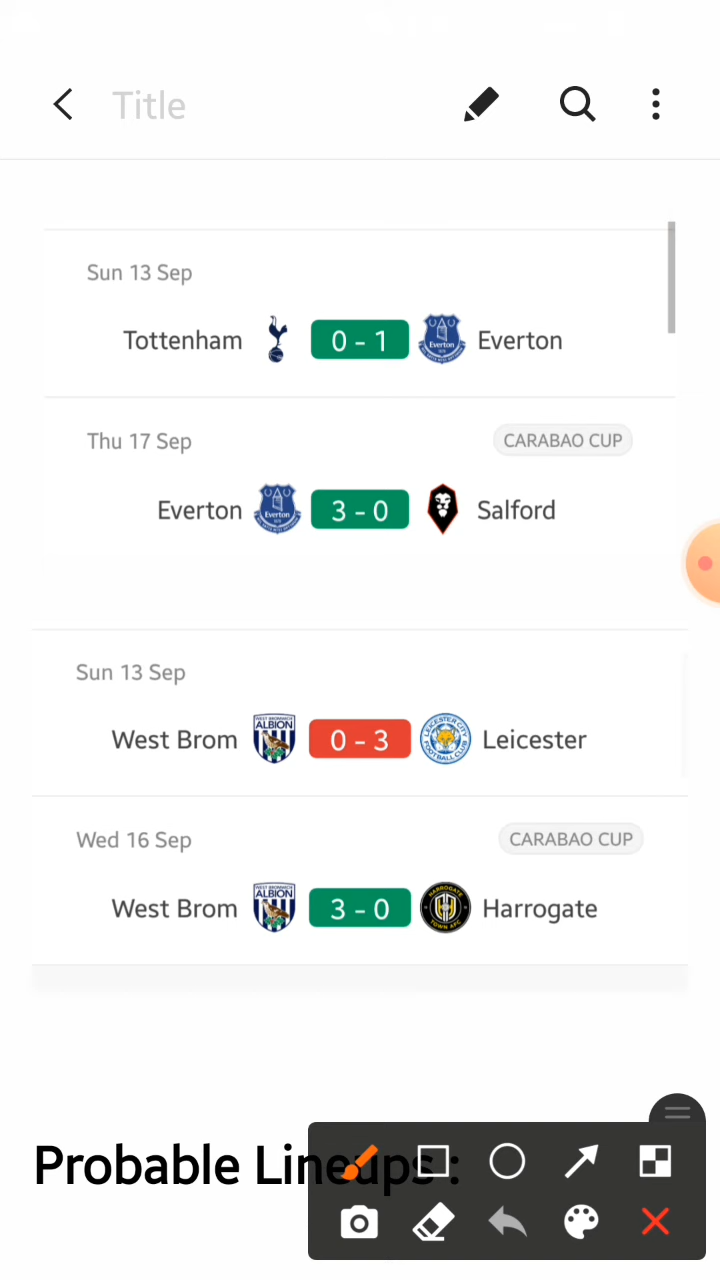 Title
Sun 13 Sep
Tottenham 0 - 1 Everton
Thu 17 Sep CARABAO CUP
Everton 3 - 0 Salford
Sun 13 Sep
West Brom 0 - 3 Leicester
Wed 16 Sep CARABAO CUP
West Brom 3 - 0 Harrogate
Probable Lineups :